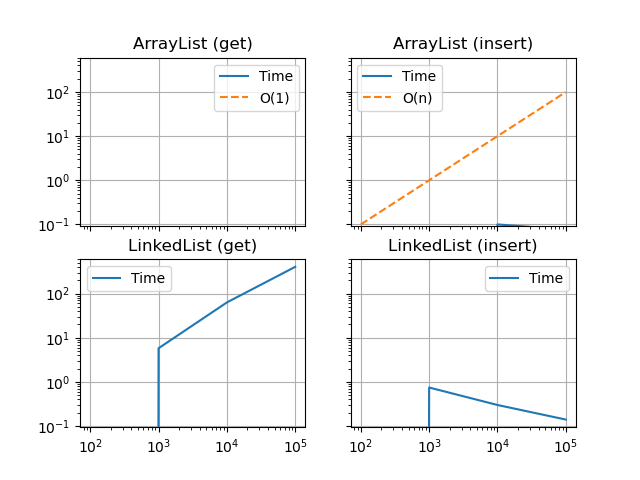 ArrayList (get)
ArrayList (insert)
Time
O(1)
Time
O(n)
10²
10¹
10⁰
10⁻¹
LinkedList (get)
LinkedList (insert)
Time
Time
10²
10¹
10⁰
10⁻¹
10² 10³ 10⁴ 10⁵
10² 10³ 10⁴ 10⁵